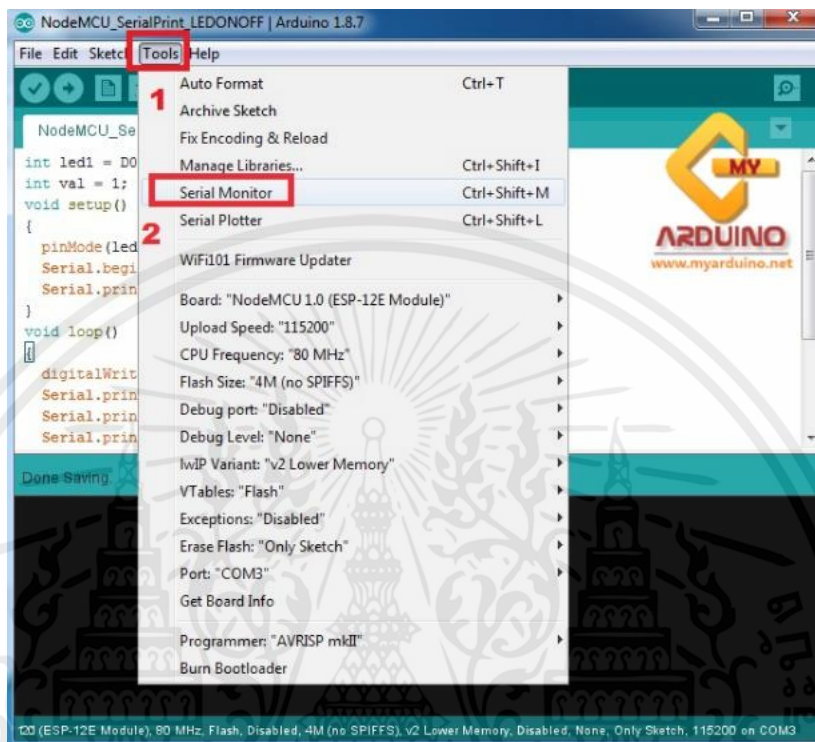 NodeMCU_SerialPrint_LEDONOFF | Arduino 1.8.7
File Edit Sketch Tools Help
1
Auto Format Ctrl+T
Archive Sketch
Fix Encoding & Reload
Manage Libraries... Ctrl+Shift+I
Serial Monitor Ctrl+Shift+M
2
Serial Plotter Ctrl+Shift+L
WiFi101 Firmware Updater
Board: "NodeMCU 1.0 (ESP-12E Module)"
Upload Speed: "115200"
CPU Frequency: "80 MHz"
Flash Size: "4M (no SPIFFS)"
Debug port: "Disabled"
Debug Level: "None"
lwIP Variant: "v2 Lower Memory"
VTables: "Flash"
Exceptions: "Disabled"
Erase Flash: "Only Sketch"
Port: "COM3"
Get Board Info
Programmer: "AVRISP mkII"
Burn Bootloader
NodeMCU_Se
int led1 = D0
int val = 1;
void setup()
{
pinMode(led
Serial.begi
Serial.prin
}
void loop()
{
digitalWrit
Serial.prin
Serial.prin
Serial.prin
MY
ARDUINO
www.myarduino.net
Done Saving.
(ESP-12E Module), 80 MHz, Flash, Disabled, 4M (no SPIFFS), v2 Lower Memory, Disabled, None, Only Sketch, 115200 on COM3